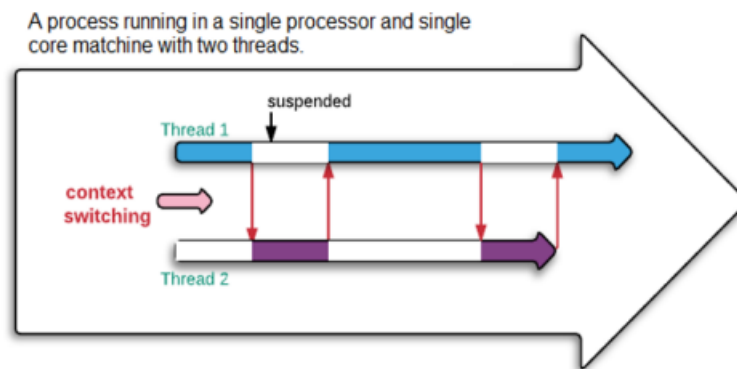 A process running in a single processor and single
core matchine with two threads.
suspended
Thread 1
context
switching
Thread 2